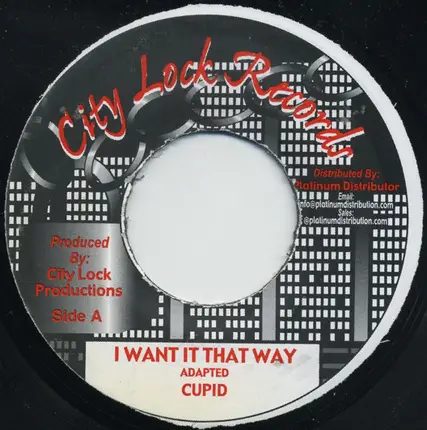 City Lock Records
Distributed By:
Platinum Distributor
Email:
info@platinumdistribution.com
Sales:
@platinumdistribution.com
Produced
By:
City Lock
Productions
Side A
I WANT IT THAT WAY
ADAPTED
CUPID